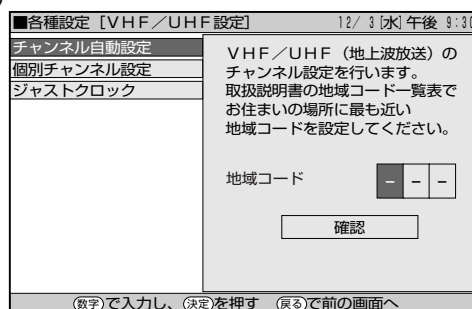 ■各種設定［ＶＨＦ／ＵＨＦ設定］ 12/ 3[水]午後 9:30
チャンネル自動設定
個別チャンネル設定
ジャストクロック
ＶＨＦ／ＵＨＦ（地上波放送）の
チャンネル設定を行います。
取扱説明書の地域コード一覧表で
お住まいの場所に最も近い
地域コードを設定してください。
地域コード － － －
確認
数字で入力し、決定を押す 戻るで前の画面へ